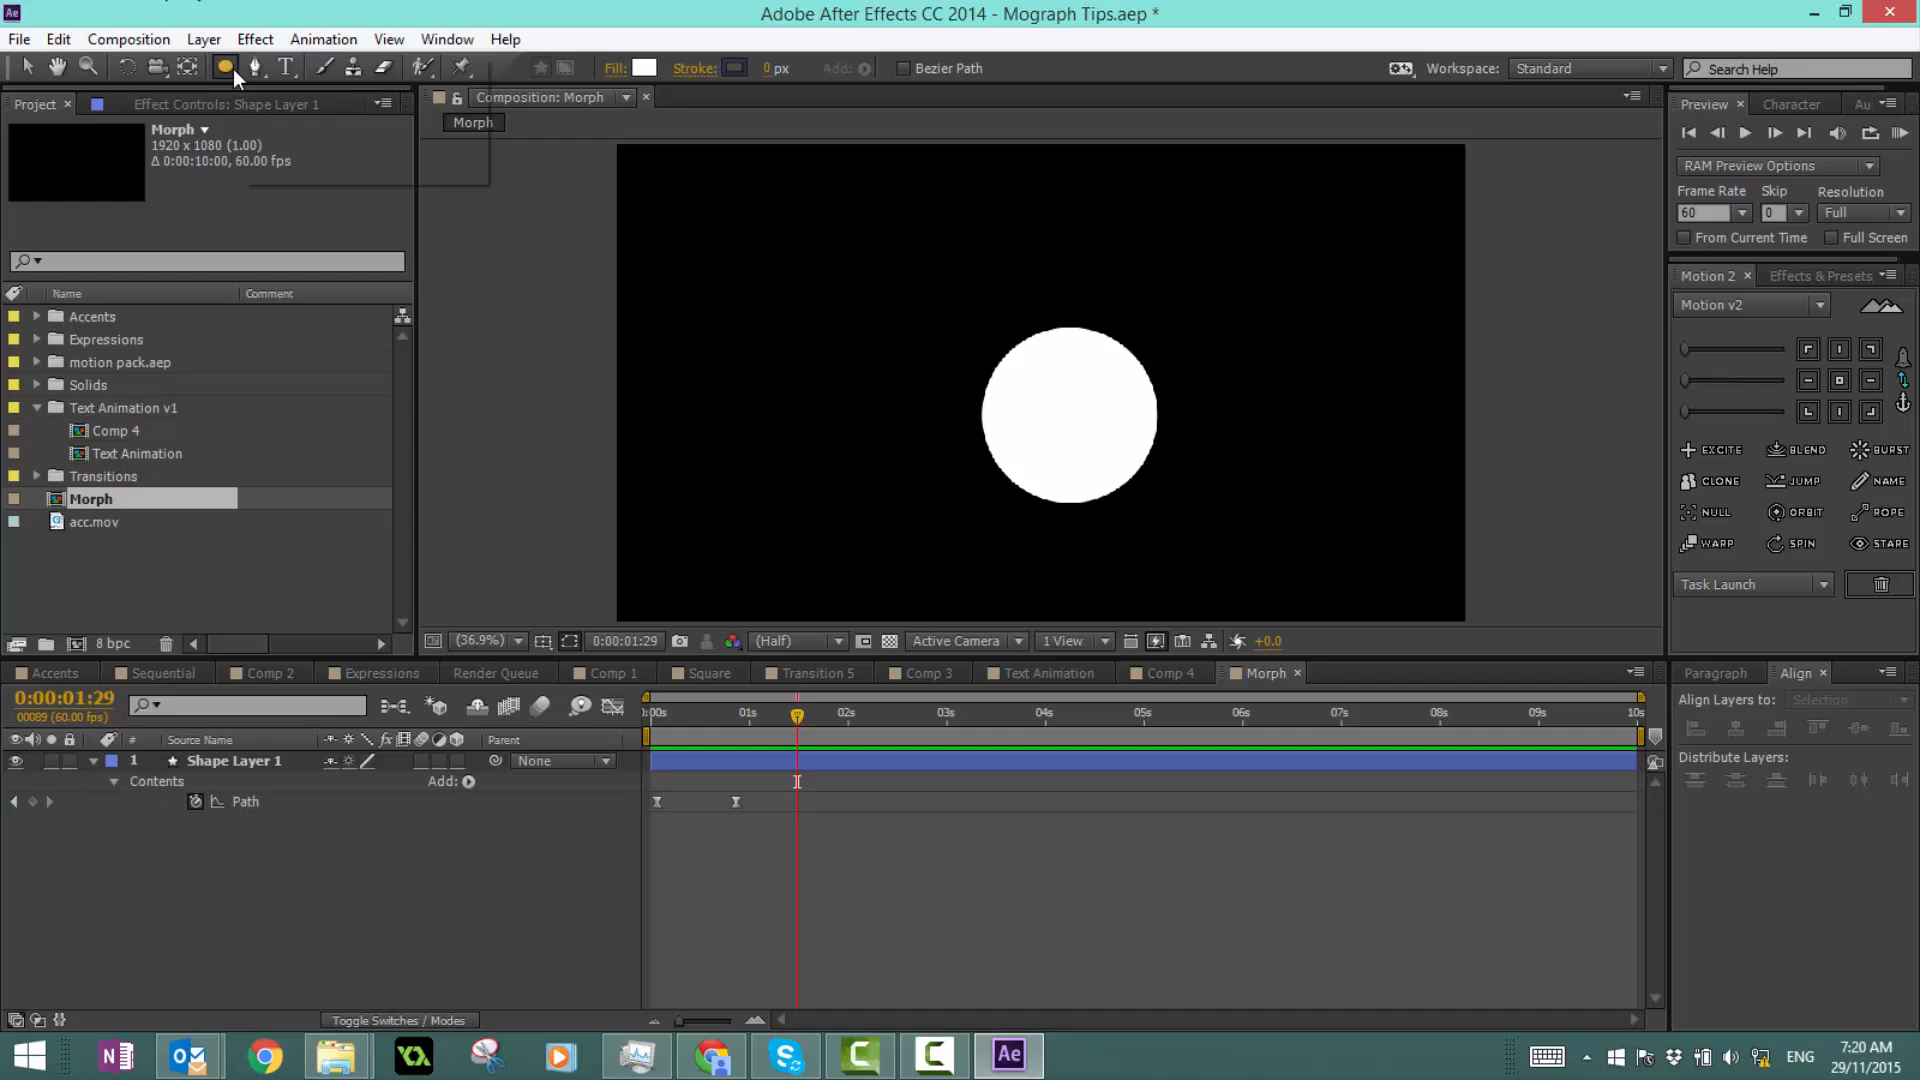 Ae
Adobe After Effects CC 2014 - Mograph Tips.aep *
File Edit Composition Layer Effect Animation View Window Help
T Fill: Stroke: 0 px Add: Bezier Path Workspace: Standard Search Help
Project Effect Controls: Shape Layer 1
Morph
1920 x 1080 (1.00)
Δ 0:00:10:00, 60.00 fps
Name Comment
Accents
Expressions
motion pack.aep
Solids
Text Animation v1
Comp 4
Text Animation
Transitions
Morph
acc.mov
8 bpc
Composition: Morph
Morph
(36.9%) 0:00:01:29 (Half) Active Camera 1 View +0.0
Preview Character Au
RAM Preview Options
Frame Rate Skip Resolution
60 0 Full
From Current Time Full Screen
Motion 2 Effects & Presets
Motion v2
EXCITE BLEND BURST
CLONE JUMP NAME
NULL ORBIT ROPE
WARP SPIN STARE
Task Launch
Accents Sequential Comp 2 Expressions Render Queue Comp 1 Square Transition 5 Comp 3 Text Animation Comp 4 Morph
0:00:01:29
00089 (60.00 fps)
# Source Name fx Parent
1 Shape Layer 1 None
Contents Add:
Path
:00s 01s 02s 03s 04s 05s 06s 07s 08s 09s 10s
Toggle Switches / Modes
Paragraph Align
Align Layers to: Selection
Distribute Layers:
Ae
ENG
7:20 AM
29/11/2015